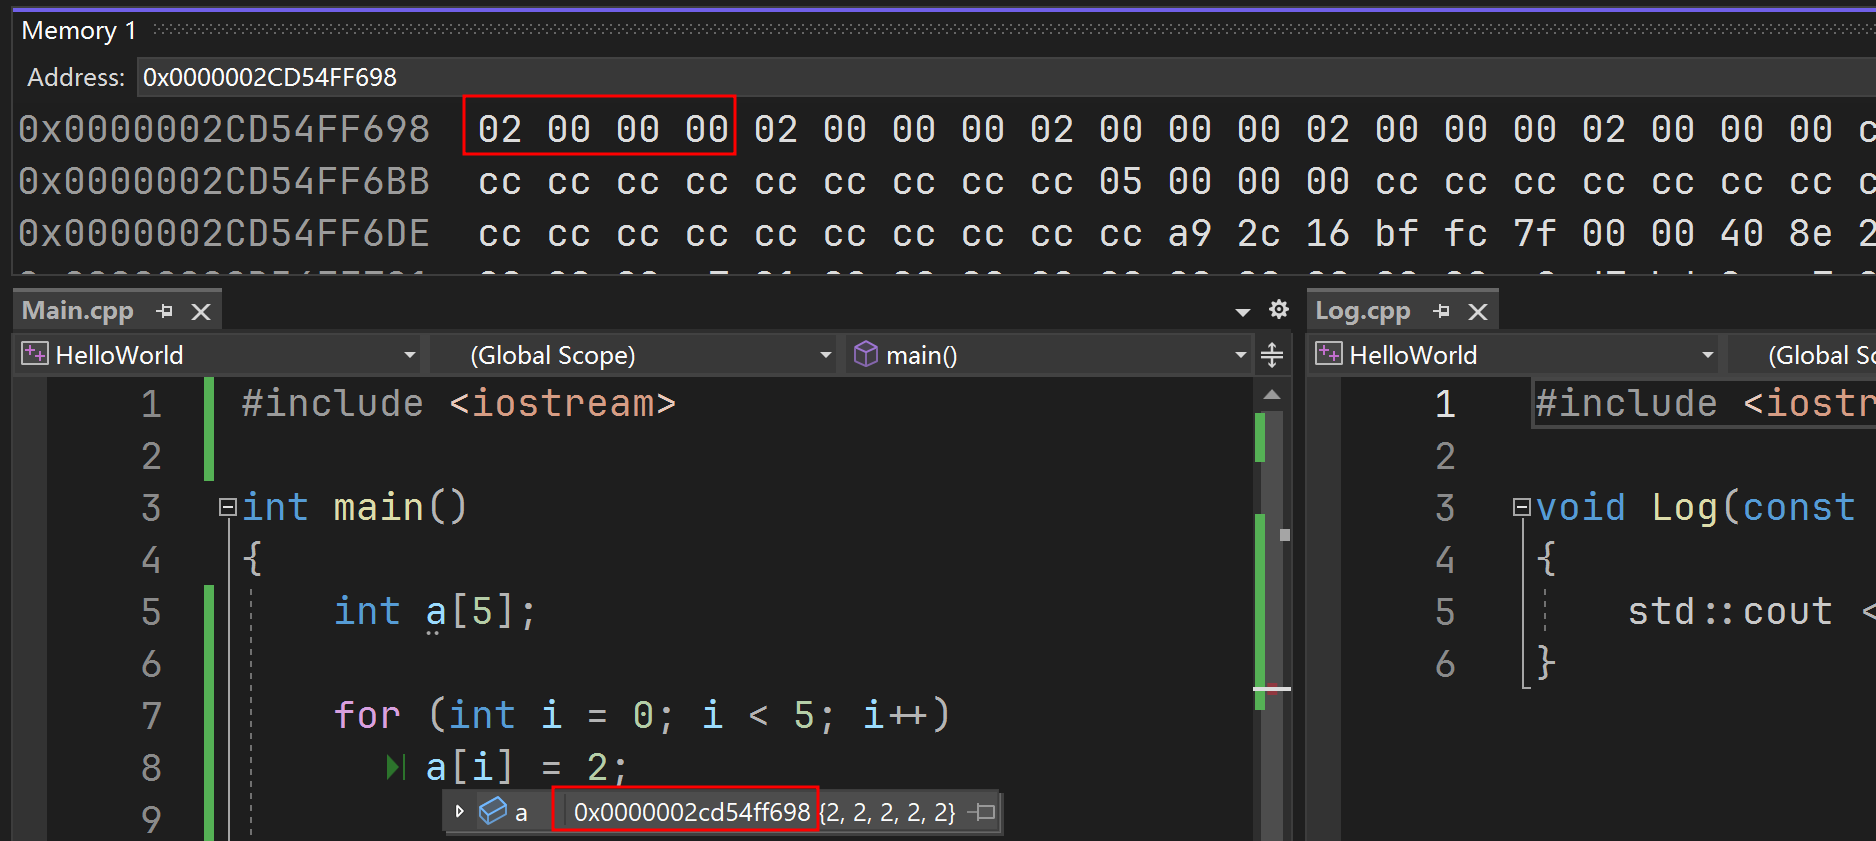 Memory 1
Address: 0x0000002CD54FF698
0x0000002CD54FF698 02 00 00 00 02 00 00 00 02 00 00 00 02 00 00 00 02 00 00 00
0x0000002CD54FF6BB cc cc cc cc cc cc cc cc cc 05 00 00 00 cc cc cc cc cc cc cc
0x0000002CD54FF6DE cc cc cc cc cc cc cc cc cc cc a9 2c 16 bf fc 7f 00 00 40 8e
Main.cpp
HelloWorld (Global Scope) main()
1 #include <iostream>
2
3 int main()
4 {
5 int a[5];
6
7 for (int i = 0; i < 5; i++)
8 a[i] = 2;
a 0x0000002cd54ff698 {2, 2, 2, 2, 2}
9
Log.cpp
HelloWorld (Global
1 #include <iostr
2
3 void Log(const
4 {
5 std::cout <
6 }